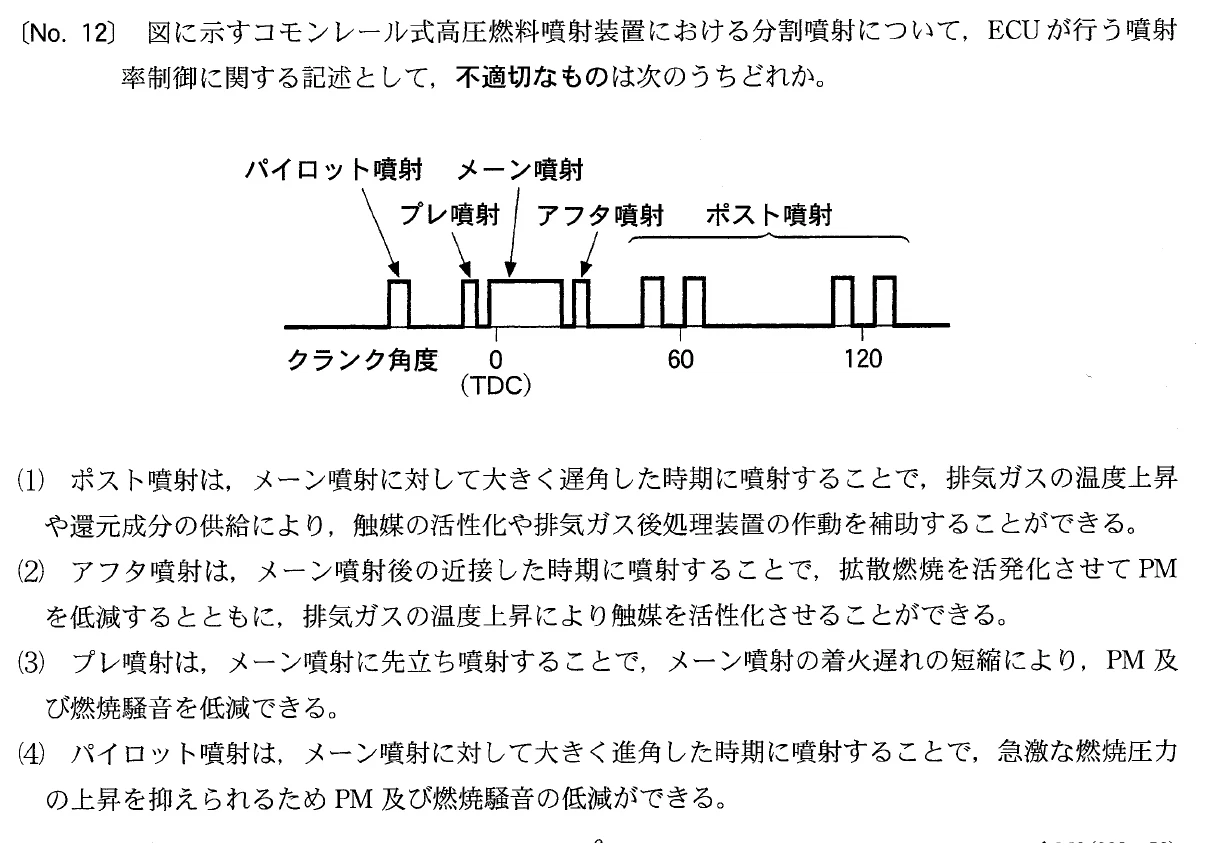 〔No. 12〕 図に示すコモンレール式高圧燃料噴射装置における分割噴射について，ECUが行う噴射
率制御に関する記述として，不適切なものは次のうちどれか。
パイロット噴射 メーン噴射
プレ噴射 アフタ噴射 ポスト噴射
クランク角度 0 60 120
(TDC)
⑴ ポスト噴射は，メーン噴射に対して大きく遅角した時期に噴射することで，排気ガスの温度上昇
や還元成分の供給により，触媒の活性化や排気ガス後処理装置の作動を補助することができる。
⑵ アフタ噴射は，メーン噴射後の近接した時期に噴射することで，拡散燃焼を活発化させて PM
を低減するとともに，排気ガスの温度上昇により触媒を活性化させることができる。
⑶ プレ噴射は，メーン噴射に先立ち噴射することで，メーン噴射の着火遅れの短縮により，PM 及
び燃焼騒音を低減できる。
⑷ パイロット噴射は，メーン噴射に対して大きく進角した時期に噴射することで，急激な燃焼圧力
の上昇を抑えられるため PM 及び燃焼騒音の低減ができる。